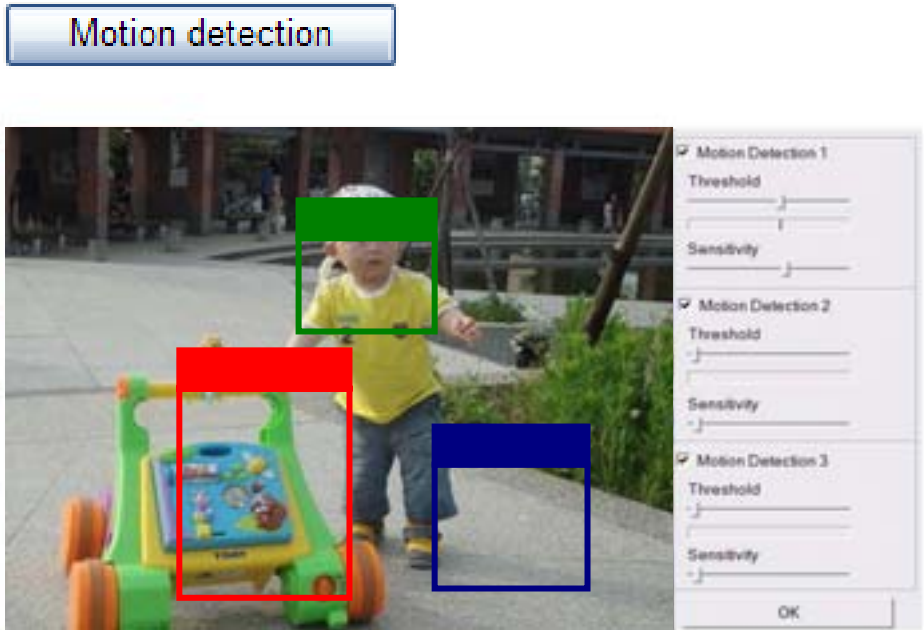 Motion detection
Motion Detection 1
Threshold
Sensitivity
Motion Detection 2
Threshold
Sensitivity
Motion Detection 3
Threshold
Sensitivity
OK